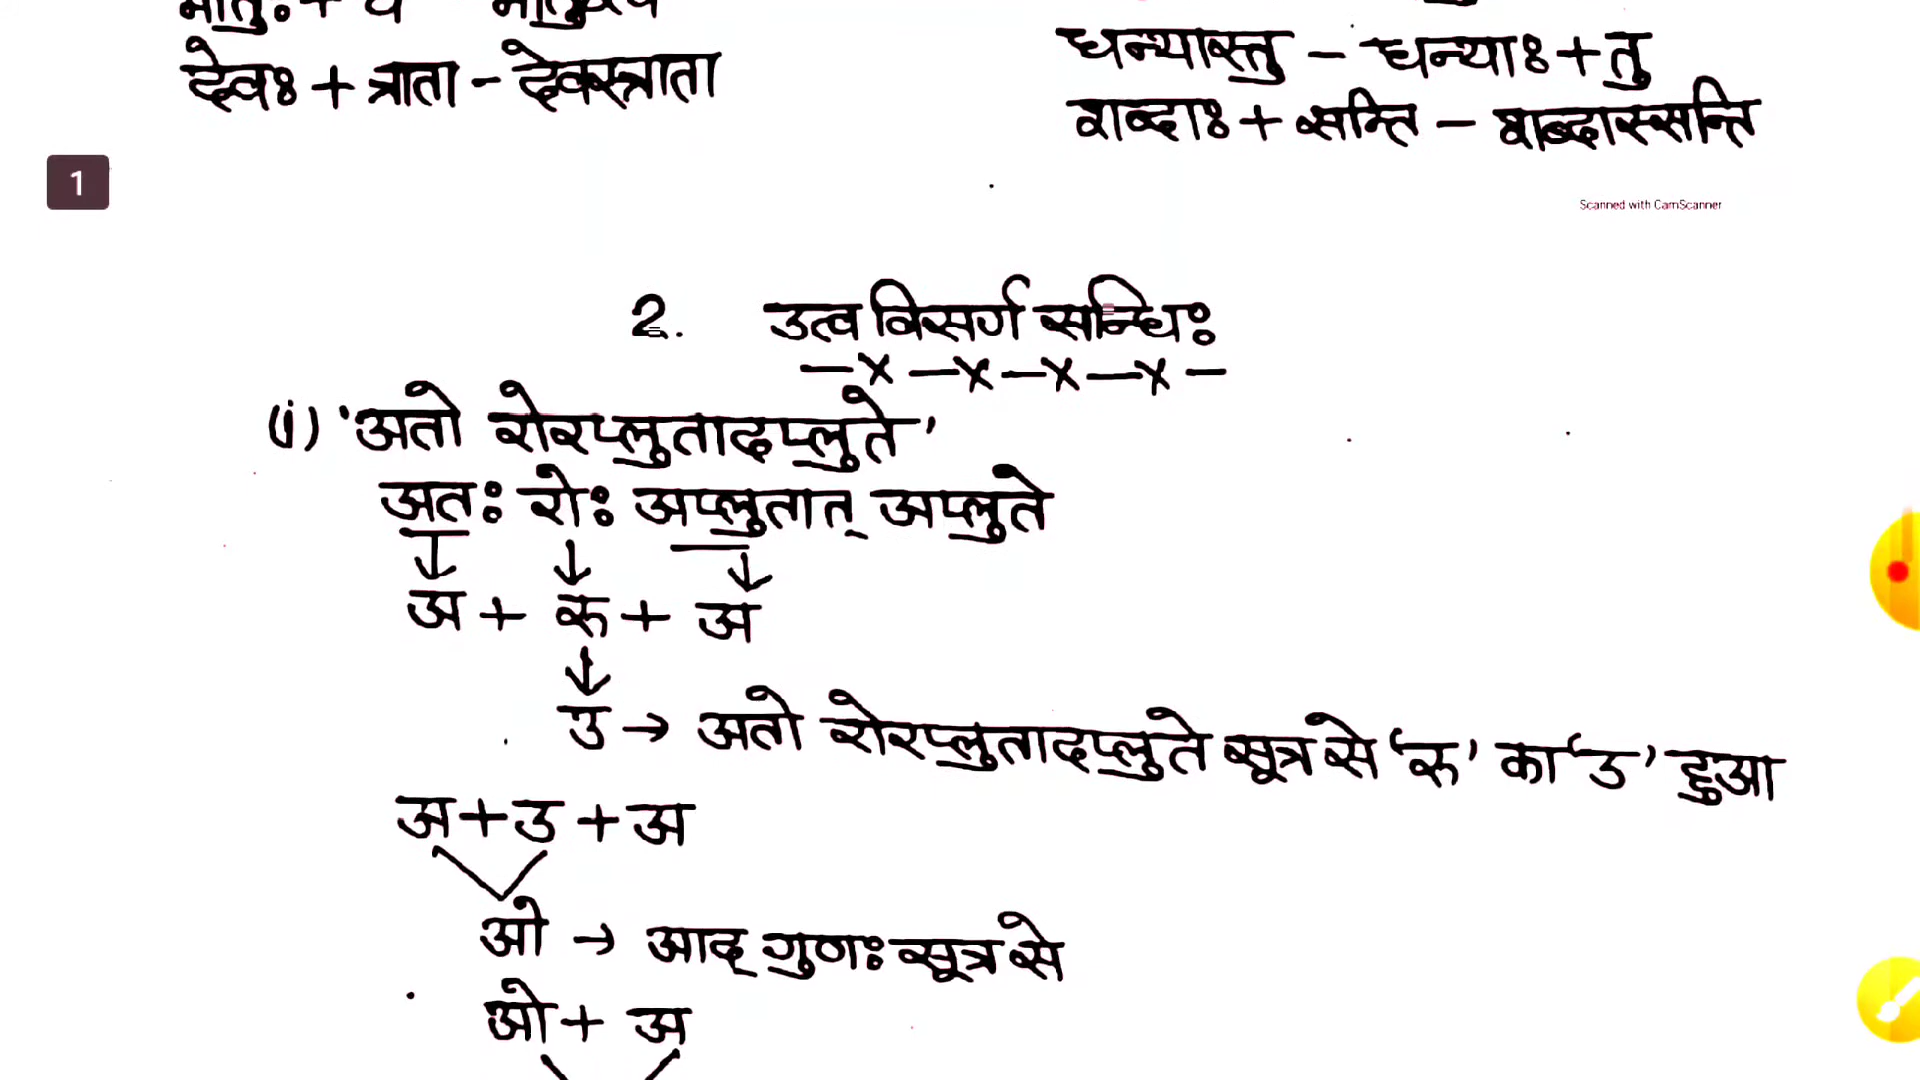 देवः + त्राता - देवस्त्राता
धन्यास्तु - धन्याः + तु
शब्दाः + सन्ति - शब्दास्सन्ति
1
Scanned with CamScanner
2. उत्व विसर्ग सन्धिः
—x—x—x—x—
(i) 'अतो रोरप्लुतादप्लुते'
अतः रोः अप्लुतात् अप्लुते
↓ ↓ ↓
अ + रु + अ
↓
उ → अतो रोरप्लुतादप्लुते सूत्र से 'रु' का 'उ' हुआ
अ + उ + अ
ओ → आद् गुणः सूत्र से
ओ + अ